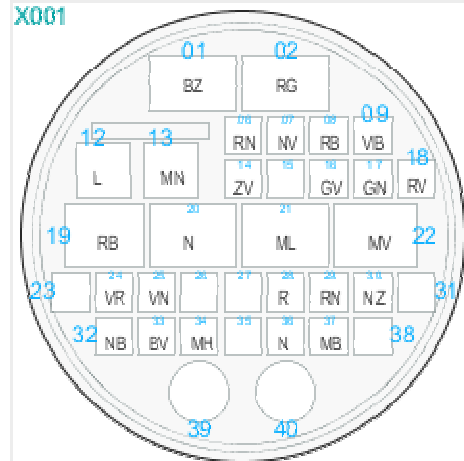 X001
01 02
BZ RG
06 07 08 09
RN NV RB VIB
12 13 14 15 16 17 18
L MN ZV GV GN RV
19 20 21 22
RB N ML MV
23 24 25 26 27 28 29 30 31
VR VN R RN NZ
32 33 34 35 36 37 38
NB BV MH N MB
39 40